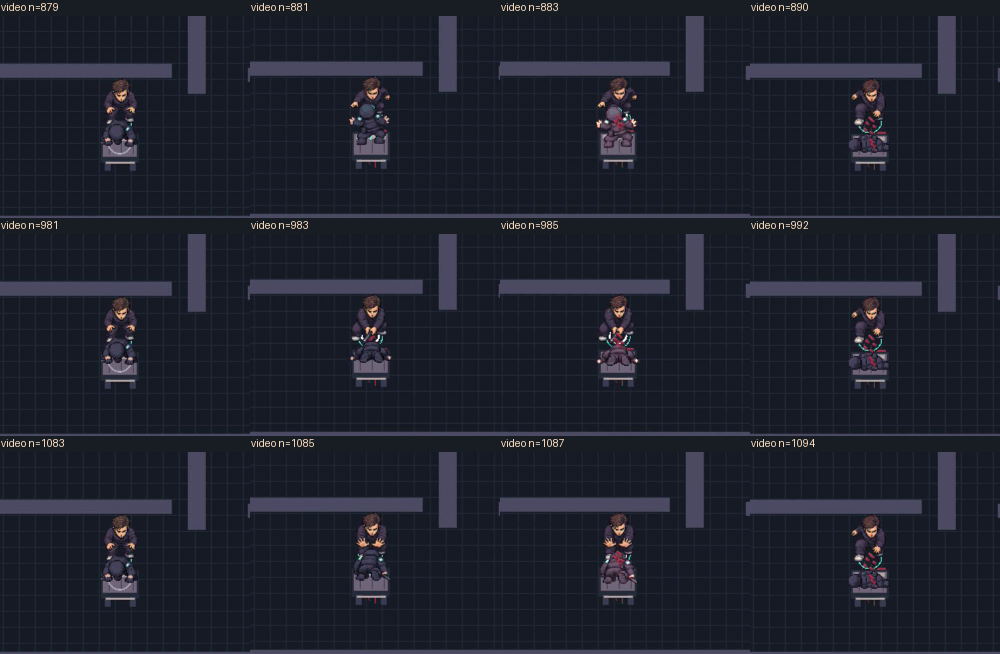 video n=879
video n=881
video n=883
video n=890
video n=981
video n=983
video n=985
video n=992
video n=1083
video n=1085
video n=1087
video n=1094